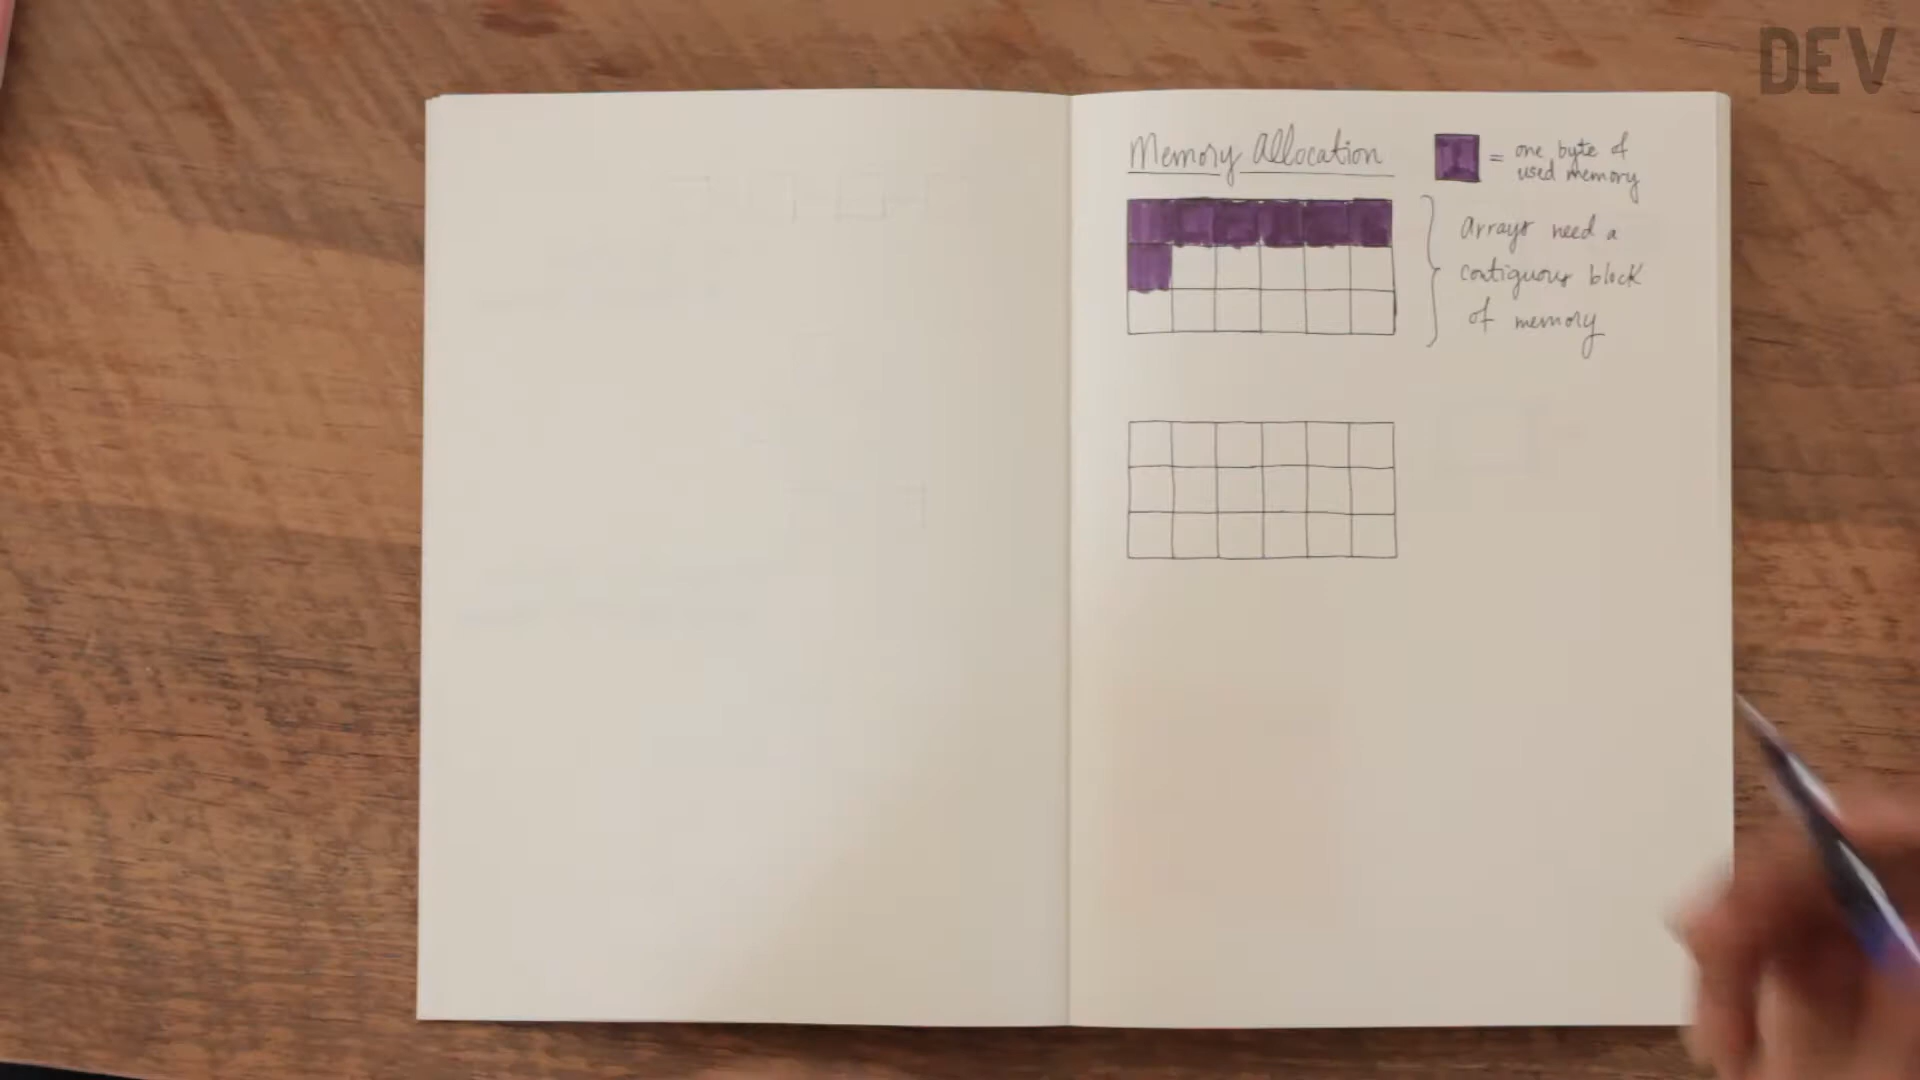 DEV
Memory Allocation
= one byte of
used memory
Arrays need a
contiguous block
of memory